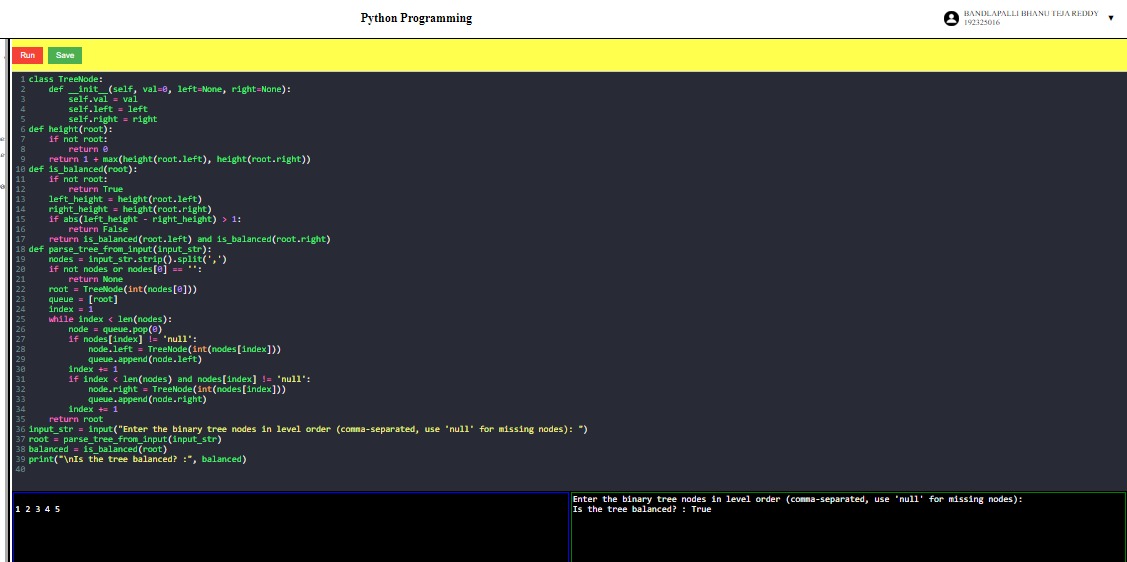 Python Programming
BANDLAPALLI BHANU TEJA REDDY
192325016
Run
Save
1 class TreeNode:
2     def __init__(self, val=0, left=None, right=None):
3         self.val = val
4         self.left = left
5         self.right = right
6 def height(root):
7     if not root:
8         return 0
9     return 1 + max(height(root.left), height(root.right))
10 def is_balanced(root):
11     if not root:
12         return True
13     left_height = height(root.left)
14     right_height = height(root.right)
15     if abs(left_height - right_height) > 1:
16         return False
17     return is_balanced(root.left) and is_balanced(root.right)
18 def parse_tree_from_input(input_str):
19     nodes = input_str.strip().split(',')
20     if not nodes or nodes[0] == '':
21         return None
22     root = TreeNode(int(nodes[0]))
23     queue = [root]
24     index = 1
25     while index < len(nodes):
26         node = queue.pop(0)
27         if nodes[index] != 'null':
28             node.left = TreeNode(int(nodes[index]))
29             queue.append(node.left)
30         index += 1
31         if index < len(nodes) and nodes[index] != 'null':
32             node.right = TreeNode(int(nodes[index]))
33             queue.append(node.right)
34         index += 1
35     return root
36 input_str = input("Enter the binary tree nodes in level order (comma-separated, use 'null' for missing nodes): ")
37 root = parse_tree_from_input(input_str)
38 balanced = is_balanced(root)
39 print("\nIs the tree balanced? :", balanced)
40
1 2 3 4 5
Enter the binary tree nodes in level order (comma-separated, use 'null' for missing nodes):
Is the tree balanced? : True